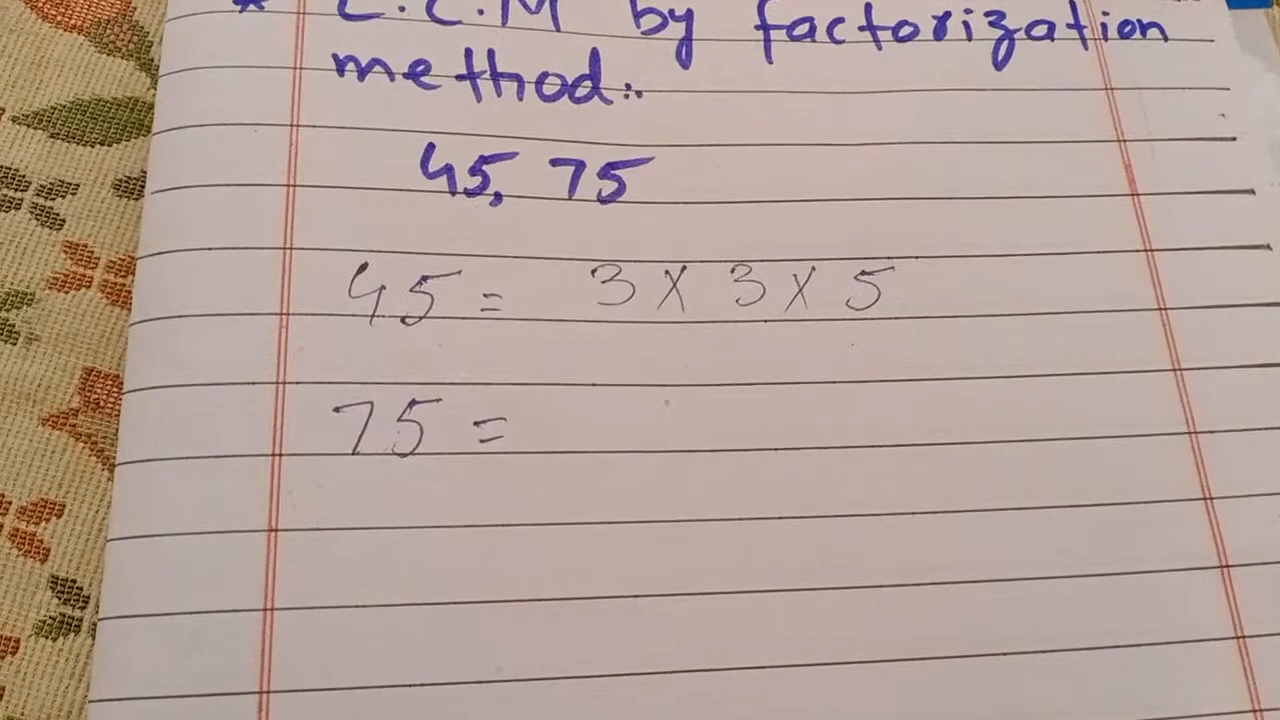 * L.C.M by factorization
method:.
45, 75
45 = 3 X 3 X 5
75 =